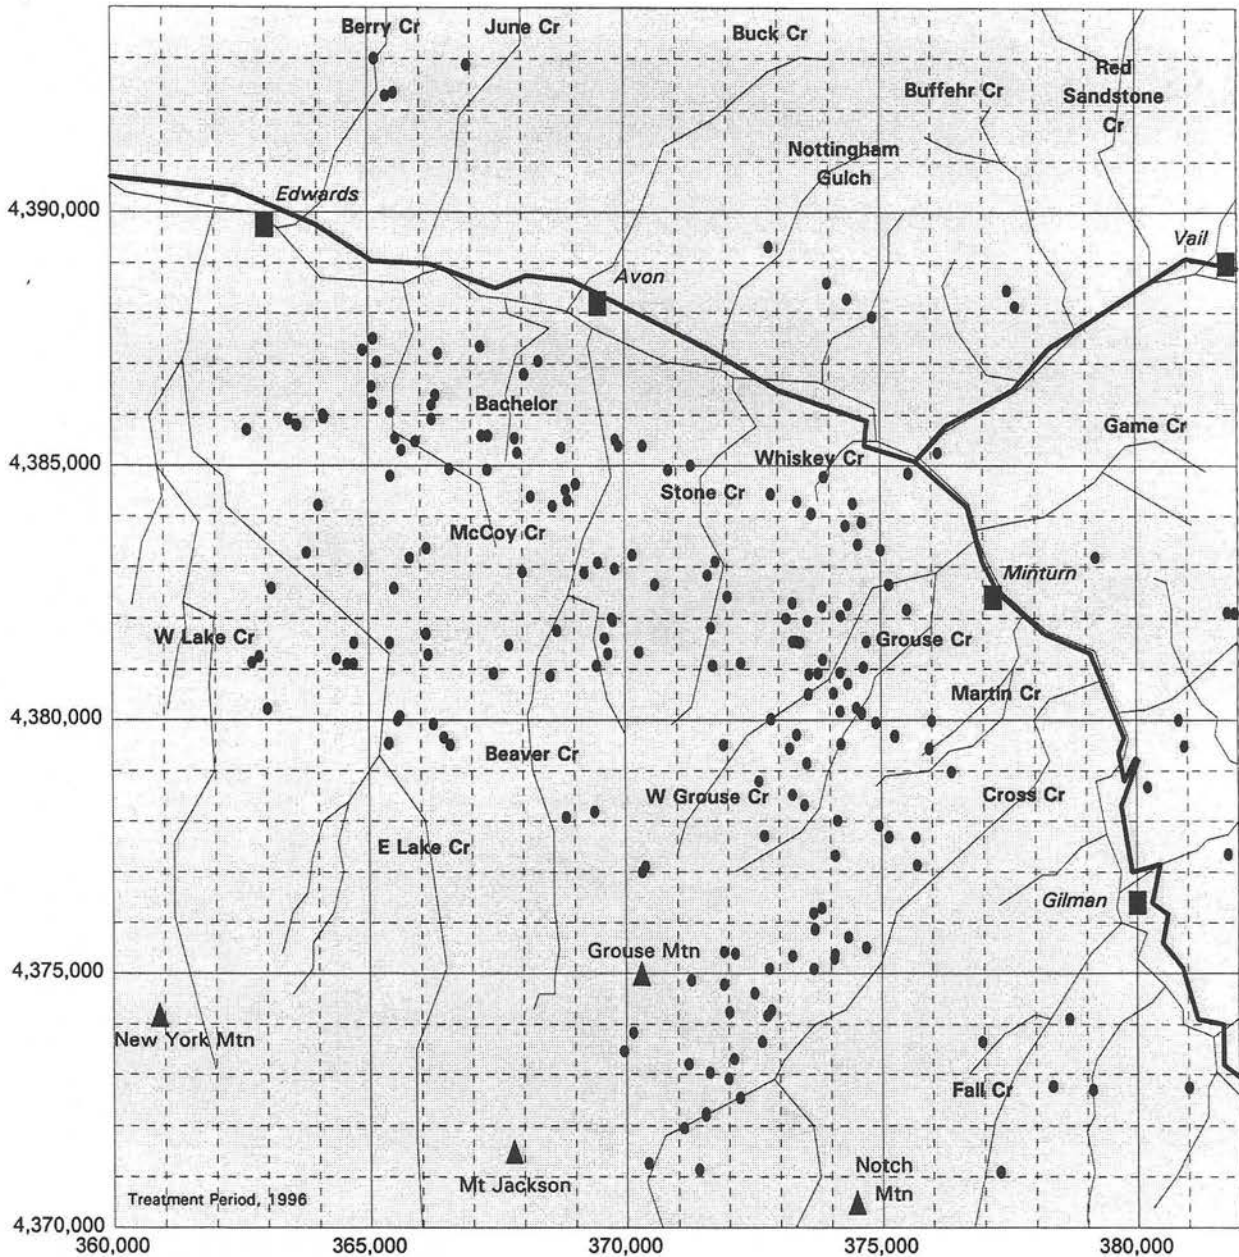 Berry Cr
June Cr
Buck Cr
Red
Sandstone
Cr
Buffehr Cr
Nottingham
Gulch
Edwards
4,390,000
Vail
Avon
Bachelor
Game Cr
Whiskey Cr
4,385,000
Stone Cr
McCoy Cr
Minturn
W Lake Cr
Grouse Cr
Martin Cr
4,380,000
Beaver Cr
W Grouse Cr
Cross Cr
E Lake Cr
Gilman
Grouse Mtn
4,375,000
New York Mtn
Fall Cr
Notch
Mtn
Mt Jackson
Treatment Period, 1996
4,370,000
360,000
365,000
370,000
375,000
380,000